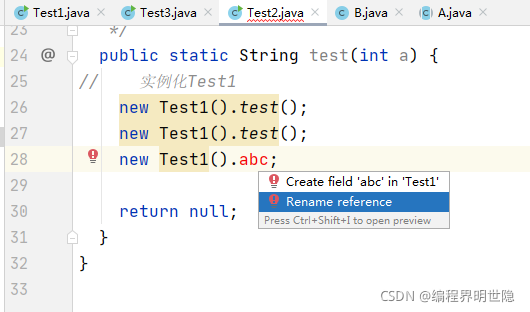 Test1.java × Test3.java × Test2.java × B.java × A.java ×
23 */
24 @ public static String test(int a) {
25 // 实例化Test1
26 new Test1().test();
27 new Test1().test();
28 new Test1().abc;
Create field 'abc' in 'Test1'
29 Rename reference
Press Ctrl+Shift+I to open preview
30 return null;
31 }
32 }
33
CSDN @编程界明世隐